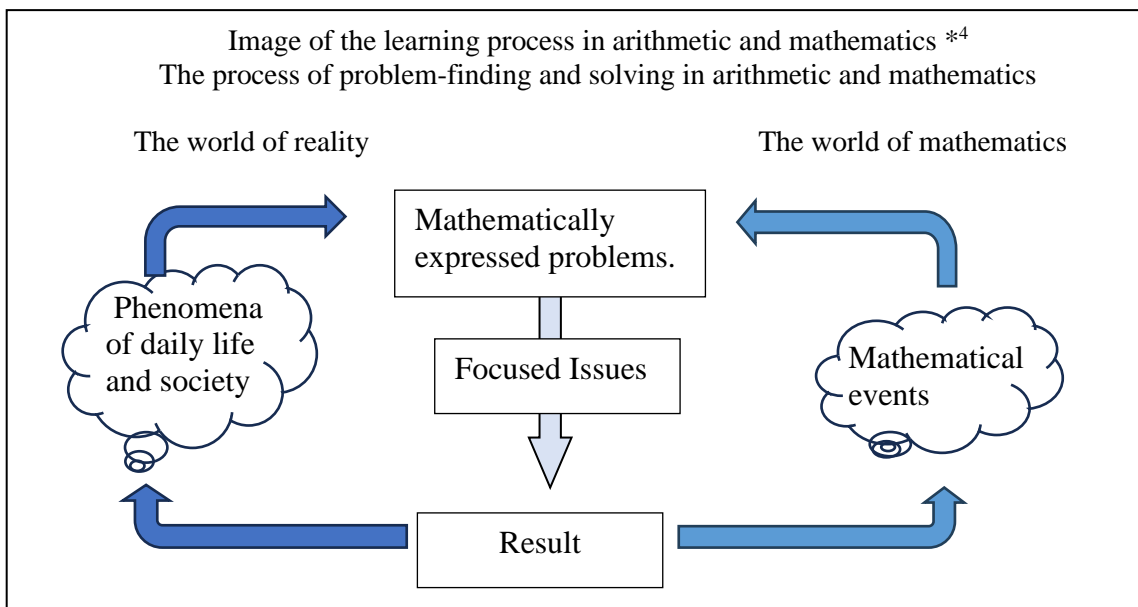 Image of the learning process in arithmetic and mathematics *4
The process of problem-finding and solving in arithmetic and mathematics
The world of reality
The world of mathematics
Mathematically
expressed problems.
Phenomena
of daily life
and society
Focused Issues
Mathematical
events
Result